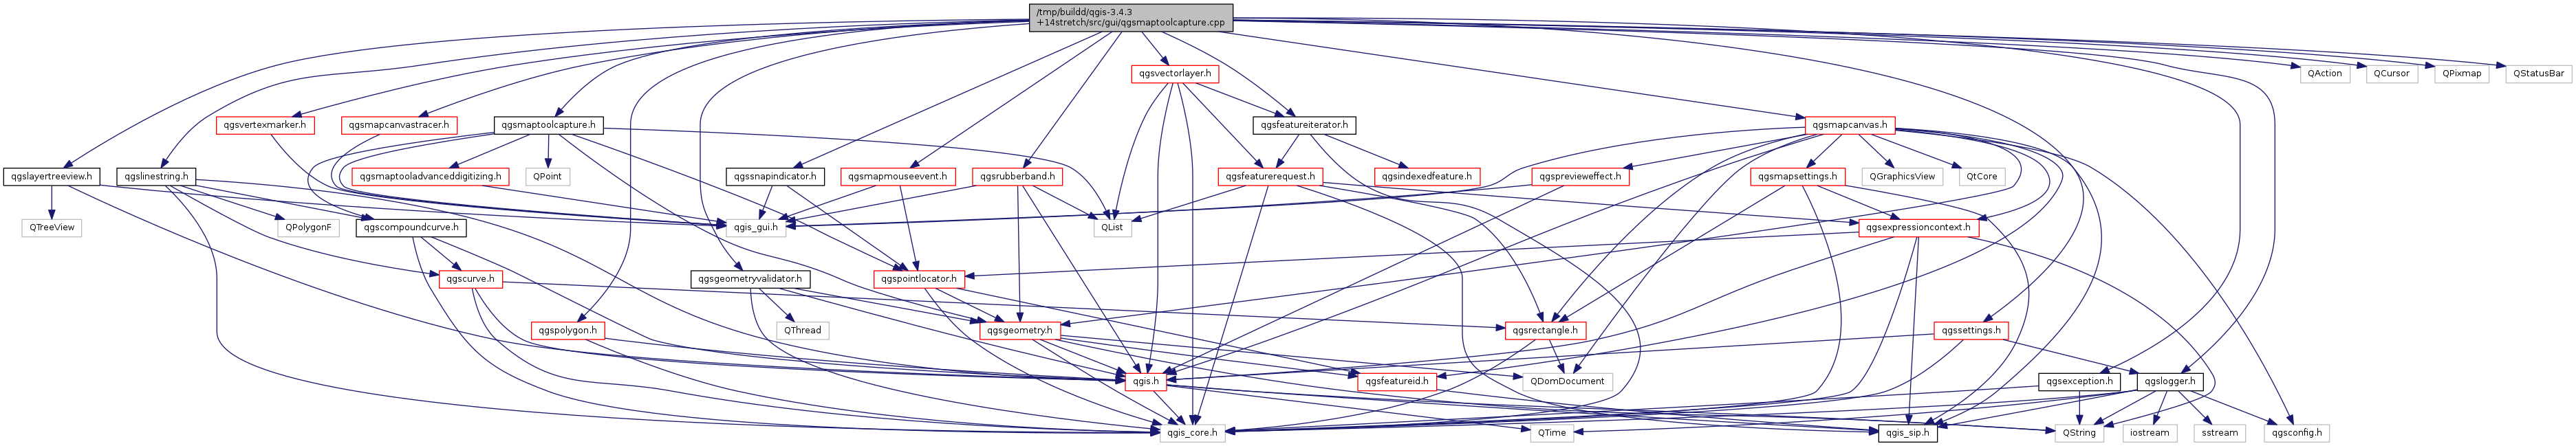 /tmp/buildd/qgis-3.4.3
+14stretch/src/gui/qgsmaptoolcapture.cpp
qgsvectorlayer.h
QAction
QCursor
QPixmap
QStatusBar
qgsvertexmarker.h
qgsmapcanvastracer.h
qgsmaptoolcapture.h
qgsfeatureiterator.h
qgsmapcanvas.h
qgslayertreeview.h
qgslinestring.h
qgsmaptooladvanceddigitizing.h
QPoint
qgssnapindicator.h
qgsmapmouseevent.h
qgsrubberband.h
qgsfeaturerequest.h
qgsindexedfeature.h
qgspreviewеffect.h
qgsmapsettings.h
QGraphicsView
QtCore
QTreeView
QPolygonF
qgscompoundcurve.h
qgis_gui.h
QList
qgsexpressioncontext.h
qgscurve.h
qgsgeometryvalidator.h
qgspointlocator.h
qgspolygon.h
QThread
qgsgeometry.h
qgsrectangle.h
qgssettings.h
qgis.h
qgsfeatureid.h
QDomDocument
qgsexception.h
qgslogger.h
qgis_core.h
QTime
qgis_sip.h
QString
iostream
sstream
qgsconfig.h